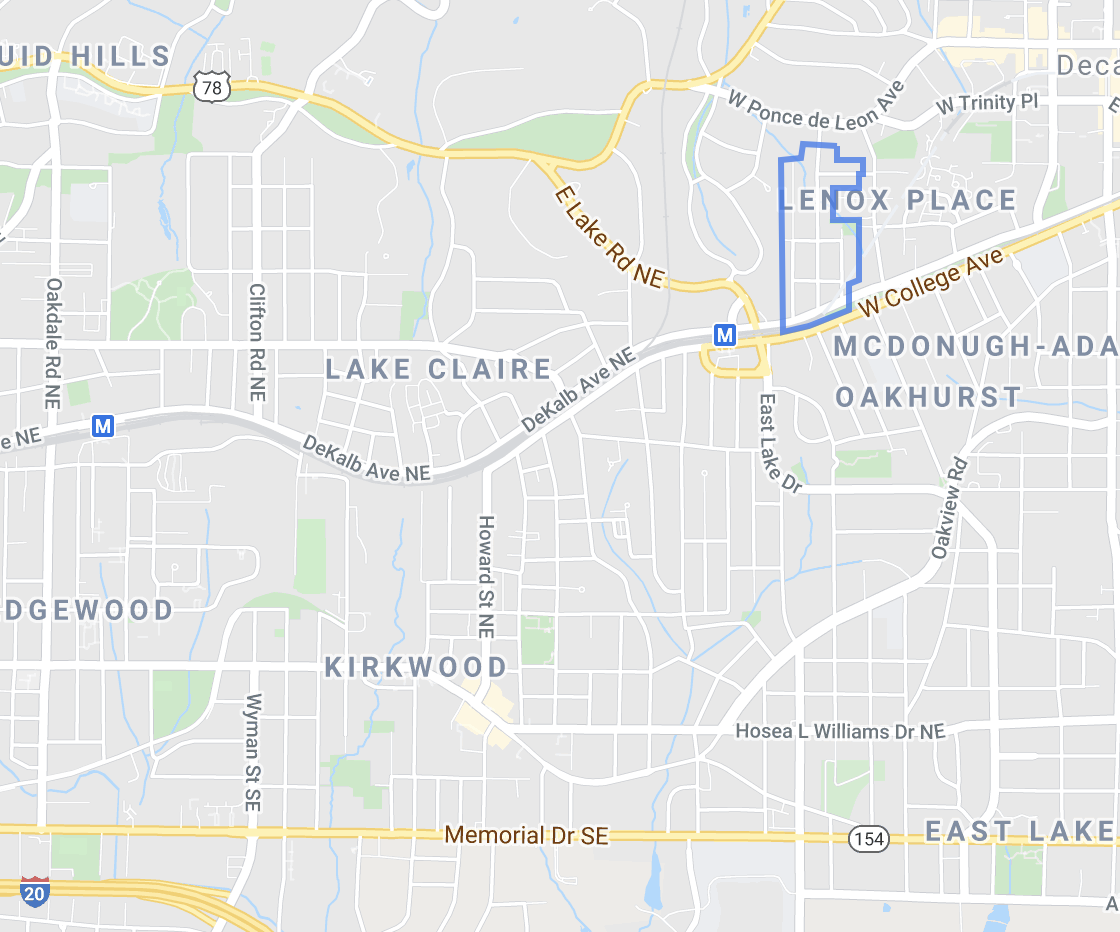 UID HILLS
78
Deca
W Ponce de Leon Ave
W Trinity Pl
E
LENOX PLACE
E Lake Rd NE
W College Ave
Oakdale Rd NE
Clifton Rd NE
M
MCDONUGH-ADA
LAKE CLAIRE
DeKalb Ave NE
OAKHURST
East Lake Dr
M
e NE
DeKalb Ave NE
Oakview Rd
Howard St NE
DGEWOOD
KIRKWOOD
Wyman St SE
Hosea L Williams Dr NE
Memorial Dr SE
154
EAST LAKE
20
A